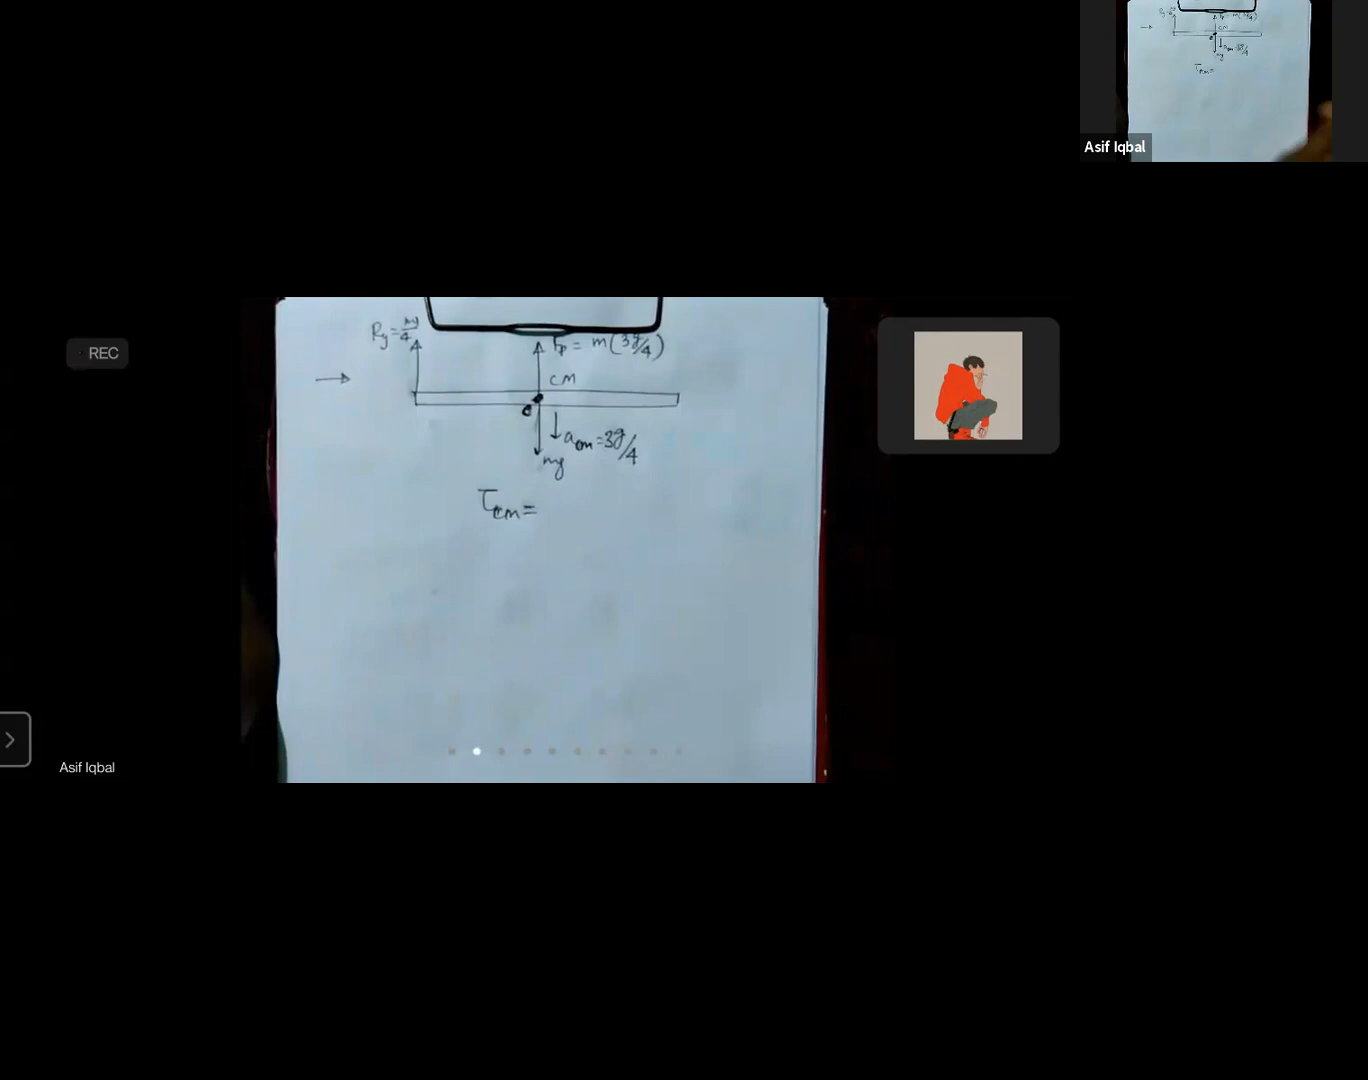 Asif Iqbal
REC
Ry = mg/4
Fp = m(3g/4)
CM
acm = 3g/4
mg
τcm =
Asif Iqbal